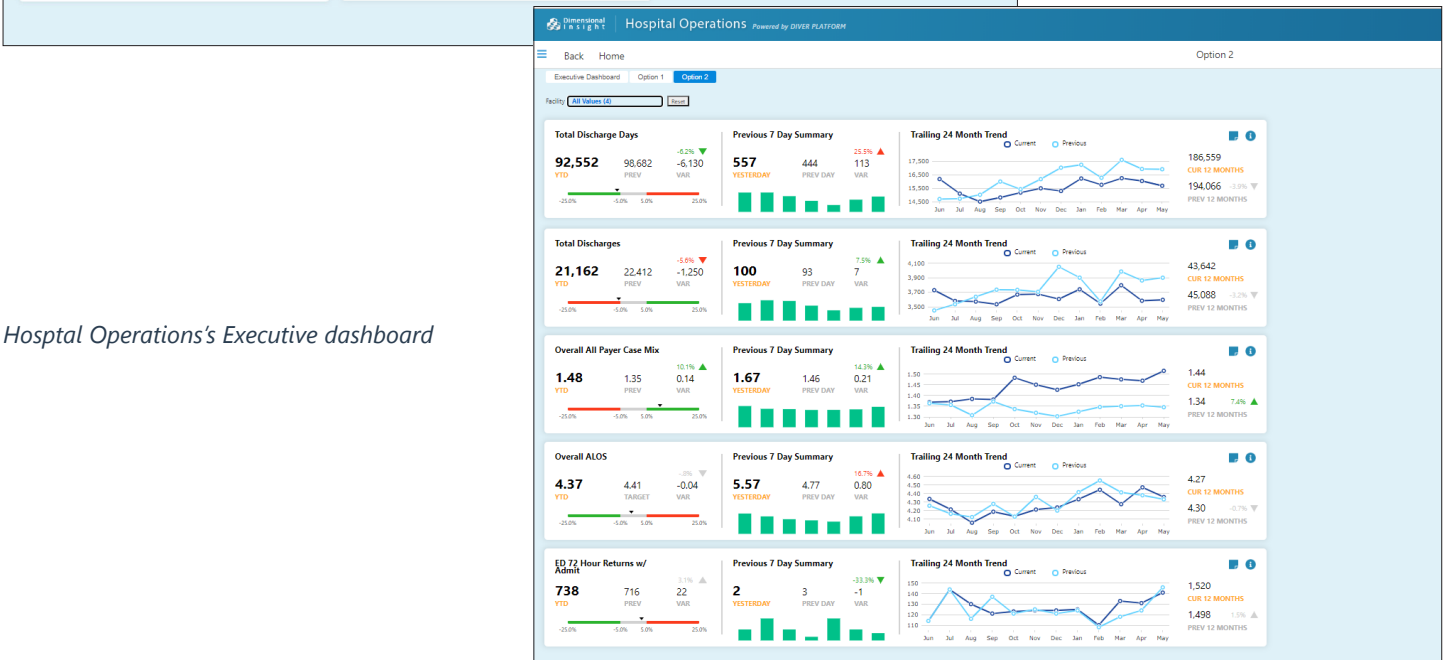 Hosptal Operations's Executive dashboard
Dimensional Insight Hospital Operations Powered by DIVER PLATFORM
Back Home Option 2
Executive Dashboard Option 1 Option 2
Facility All Values (4) Reset
Total Discharge Days Previous 7 Day Summary Trailing 24 Month Trend
Current Previous
-6.2% 25.5%
92,552 98,682 -6,130 557 444 113 186,559
YTD PREV VAR YESTERDAY PREV DAY VAR CUR 12 MONTHS
194,066 -3.9%
PREV 12 MONTHS
17,500
16,500
15,500
14,500
-25.0% -5.0% 5.0% 25.0%
Jun Jul Aug Sep Oct Nov Dec Jan Feb Mar Apr May
Total Discharges Previous 7 Day Summary Trailing 24 Month Trend
Current Previous
-5.6% 7.5%
21,162 22,412 -1,250 100 93 7 43,642
YTD PREV VAR YESTERDAY PREV DAY VAR CUR 12 MONTHS
45,088 -3.2%
PREV 12 MONTHS
4,100
3,900
3,700
3,500
-25.0% -5.0% 5.0% 25.0%
Jun Jul Aug Sep Oct Nov Dec Jan Feb Mar Apr May
Overall All Payer Case Mix Previous 7 Day Summary Trailing 24 Month Trend
Current Previous
10.1% 14.3%
1.48 1.35 0.14 1.67 1.46 0.21 1.44
YTD PREV VAR YESTERDAY PREV DAY VAR CUR 12 MONTHS
1.34 7.4%
PREV 12 MONTHS
1.50
1.45
1.40
1.35
1.30
-25.0% -5.0% 5.0% 25.0%
Jun Jul Aug Sep Oct Nov Dec Jan Feb Mar Apr May
Overall ALOS Previous 7 Day Summary Trailing 24 Month Trend
Current Previous
16.7%
4.37 4.41 -0.04 5.57 4.77 0.80 4.27
YTD TARGET VAR YESTERDAY PREV DAY VAR CUR 12 MONTHS
4.30 -0.7%
PREV 12 MONTHS
4.60
4.50
4.40
4.30
4.20
4.10
-25.0% -5.0% 5.0% 25.0%
Jun Jul Aug Sep Oct Nov Dec Jan Feb Mar Apr May
ED 72 Hour Returns w/ Previous 7 Day Summary Trailing 24 Month Trend
Admit
Current Previous
3.1% -33.3%
738 716 22 2 3 -1 1,520
YTD PREV VAR YESTERDAY PREV DAY VAR CUR 12 MONTHS
1,498 1.5%
PREV 12 MONTHS
150
140
130
120
110
-25.0% -5.0% 5.0% 25.0%
Jun Jul Aug Sep Oct Nov Dec Jan Feb Mar Apr May